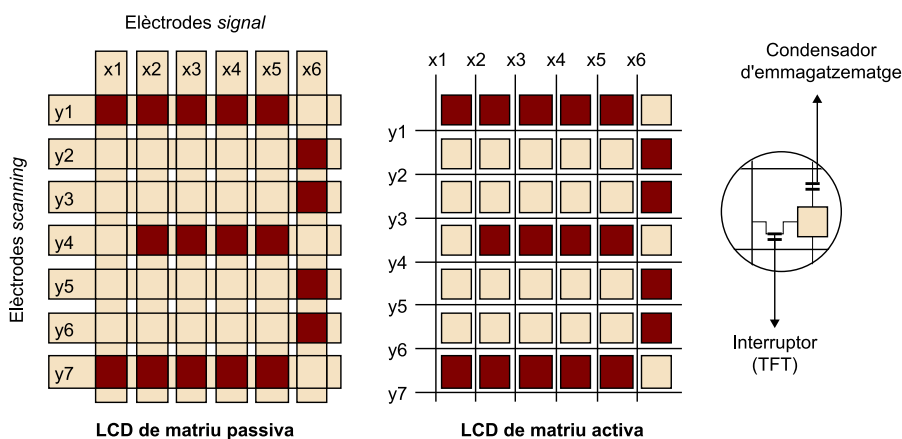 Elèctrodes signal
x1 x2 x3 x4 x5 x6
Elèctrodes scanning
y1
y2
y3
y4
y5
y6
y7
LCD de matriu passiva
x1 x2 x3 x4 x5 x6
y1
y2
y3
y4
y5
y6
y7
LCD de matriu activa
Condensador
d'emmagatzematge
Interruptor
(TFT)